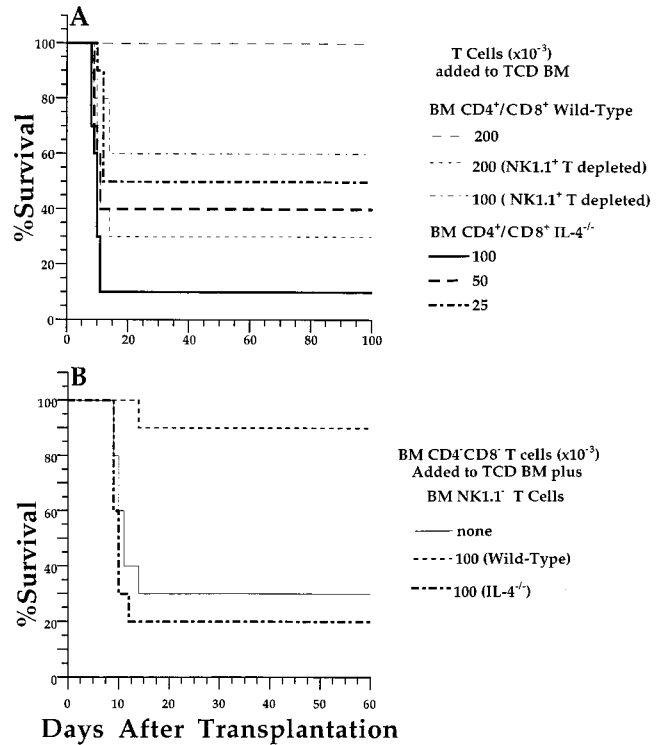 A
100
80
60
40
20
0
%Survival
0 20 40 60 80 100
T Cells (x10⁻³)
added to TCD BM
BM CD4⁺/CD8⁺ Wild-Type
200
200 (NK1.1⁺ T depleted)
100 ( NK1.1⁺ T depleted)
BM CD4⁺/CD8⁺ IL-4⁻/⁻
100
50
25
B
100
80
60
40
20
0
%Survival
0 10 20 30 40 50 60
Days After Transplantation
BM CD4⁻CD8⁻ T cells (x10⁻³)
Added to TCD BM plus
BM NK1.1⁻ T Cells
none
100 (Wild-Type)
100 (IL-4⁻/⁻)